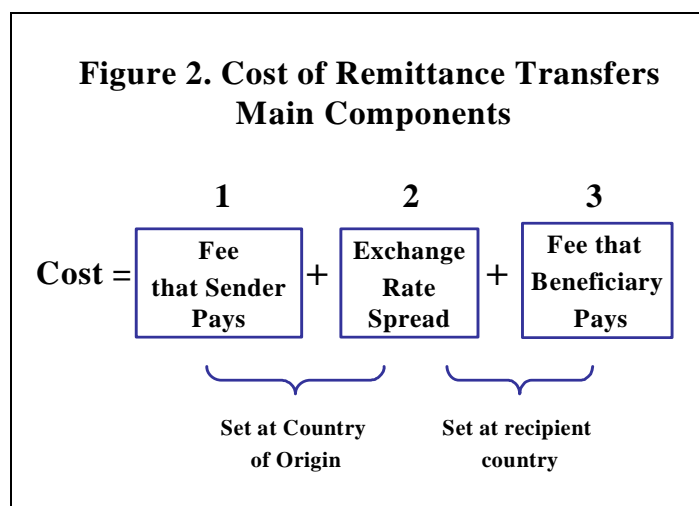 Figure 2. Cost of Remittance Transfers
Main Components
1 2 3
Cost = Fee that Sender Pays + Exchange Rate Spread + Fee that Beneficiary Pays
Set at Country of Origin
Set at recipient country